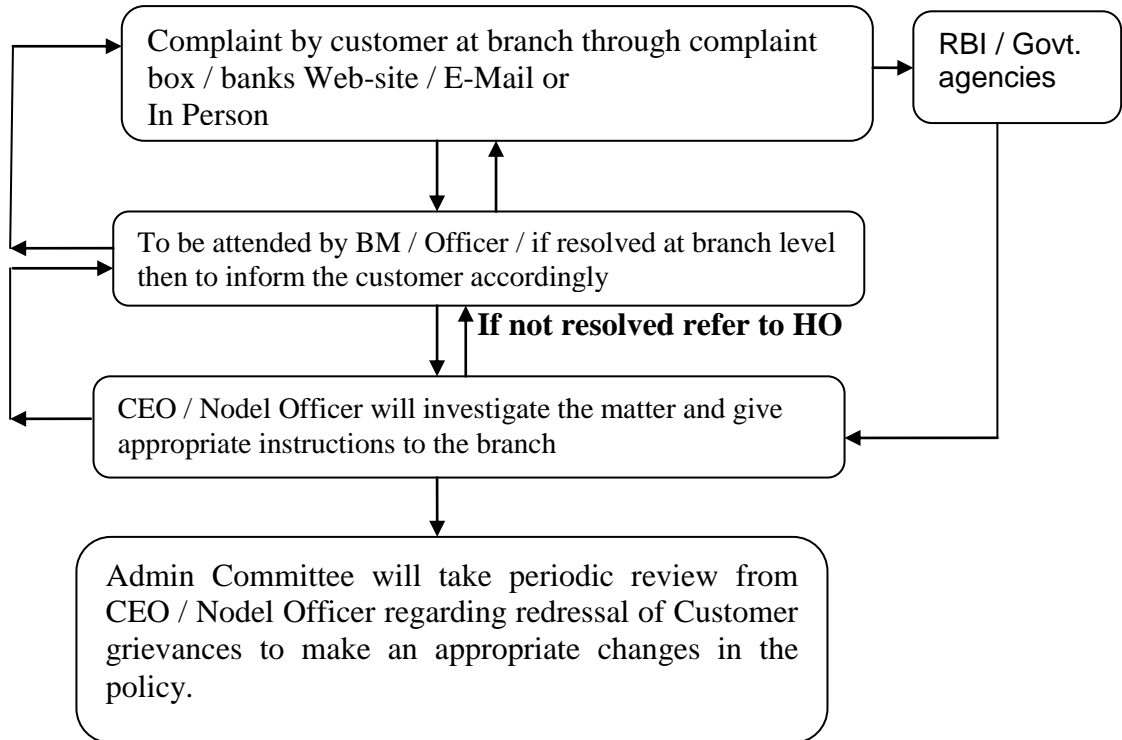 Complaint by customer at branch through complaint
box / banks Web-site / E-Mail or
In Person
RBI / Govt.
agencies
To be attended by BM / Officer / if resolved at branch level
then to inform the customer accordingly
If not resolved refer to HO
CEO / Nodel Officer will investigate the matter and give
appropriate instructions to the branch
Admin Committee will take periodic review from
CEO / Nodel Officer regarding redressal of Customer
grievances to make an appropriate changes in the
policy.